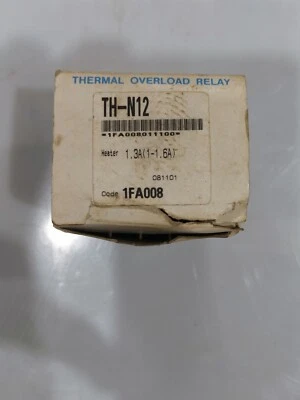 THERMAL OVERLOAD RELAY
TH-N12
*1FA008011100*
Heater 1.3A(1-1.6A)
081101
Code 1FA008